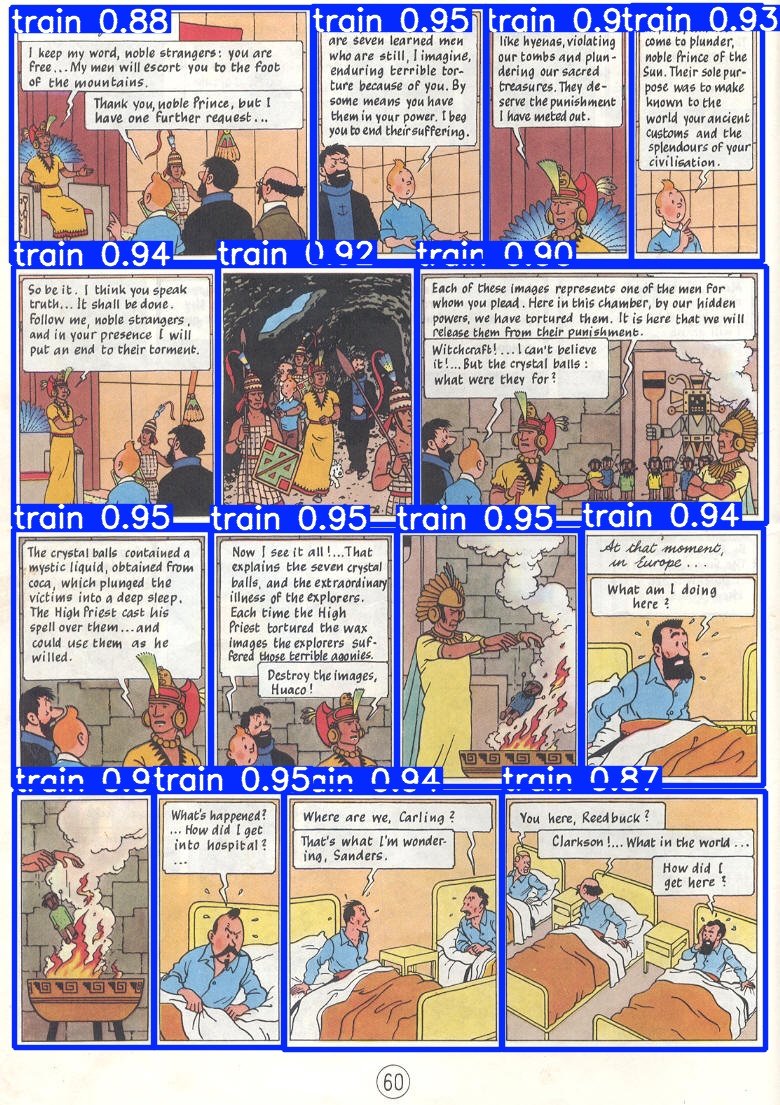 train 0.88
I keep my word, noble strangers: you are
free...My men will escort you to the foot
of the mountains.
Thank you, noble Prince, but I
have one further request...
train 0.95
are seven learned men
who are still, I imagine,
enduring terrible tor-
ture because of you. By
some means you have
them in your power. I beg
you to end their suffering.
train 0.9
like hyenas, violating
our tombs and plun-
dering our sacred
treasures. They de-
serve the punishment
I have meted out.
train 0.93
come to plunder,
noble Prince of the
Sun. Their sole pur-
pose was to make
known to the
world your ancient
customs and the
splendours of your
civilisation.
train 0.94
So be it. I think you speak
truth... It shall be done.
Follow me, noble strangers,
and in your presence I will
put an end to their torment.
train 0.92
train 0.90
Each of these images represents one of the men for
whom you plead. Here in this chamber, by our hidden
powers, we have tortured them. It is here that we will
release them from their punishment.
Witchcraft!...I can't believe
it!...But the crystal balls:
what were they for?
train 0.95
The crystal balls contained a
mystic liquid, obtained from
coca, which plunged the
victims into a deep sleep.
The High Priest cast his
spell over them...and
could use them as he
willed.
train 0.95
Now I see it all!...That
explains the seven crystal
balls, and the extraordinary
illness of the explorers.
Each time the High
Priest tortured the wax
images the explorers suf-
fered those terrible agonies.
Destroy the images,
Huaco!
train 0.95
train 0.94
At that moment,
in Europe...
What am I doing
here?
train 0.9
train 0.95
What's happened?
...How did I get
into hospital?
...
ain 0.94
Where are we, Carling?
That's what I'm wonder-
ing, Sanders.
train 0.87
You here, Reedbuck?
Clarkson!...What in the world...
How did I
get here?
60